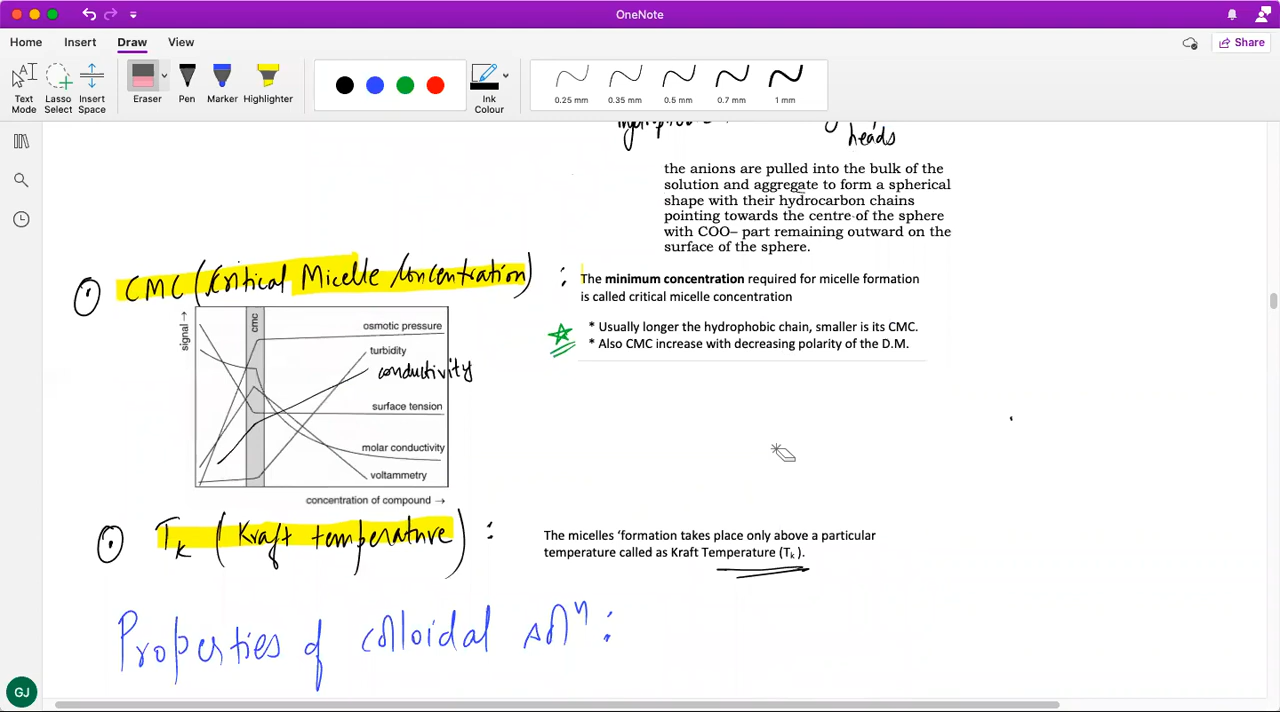 OneNote
Home Insert Draw View
Share
Text Mode
Lasso Select
Insert Space
Eraser
Pen
Marker
Highlighter
0.25 mm
0.35 mm
0.5 mm
0.7 mm
1 mm
Ink Colour
heads
the anions are pulled into the bulk of the
solution and aggregate to form a spherical
shape with their hydrocarbon chains
pointing towards the centre of the sphere
with COO– part remaining outward on the
surface of the sphere.
CMC (Critical Micelle Concentration) :
The minimum concentration required for micelle formation
is called critical micelle concentration
* Usually longer the hydrophobic chain, smaller is its CMC.
* Also CMC increase with decreasing polarity of the D.M.
signal →
cmc
osmotic pressure
turbidity
conductivity
surface tension
molar conductivity
voltammetry
concentration of compound →
TK (Kraft temperature) :
The micelles ‘formation takes place only above a particular
temperature called as Kraft Temperature (Tk ).
Properties of colloidal solⁿ :
GJ